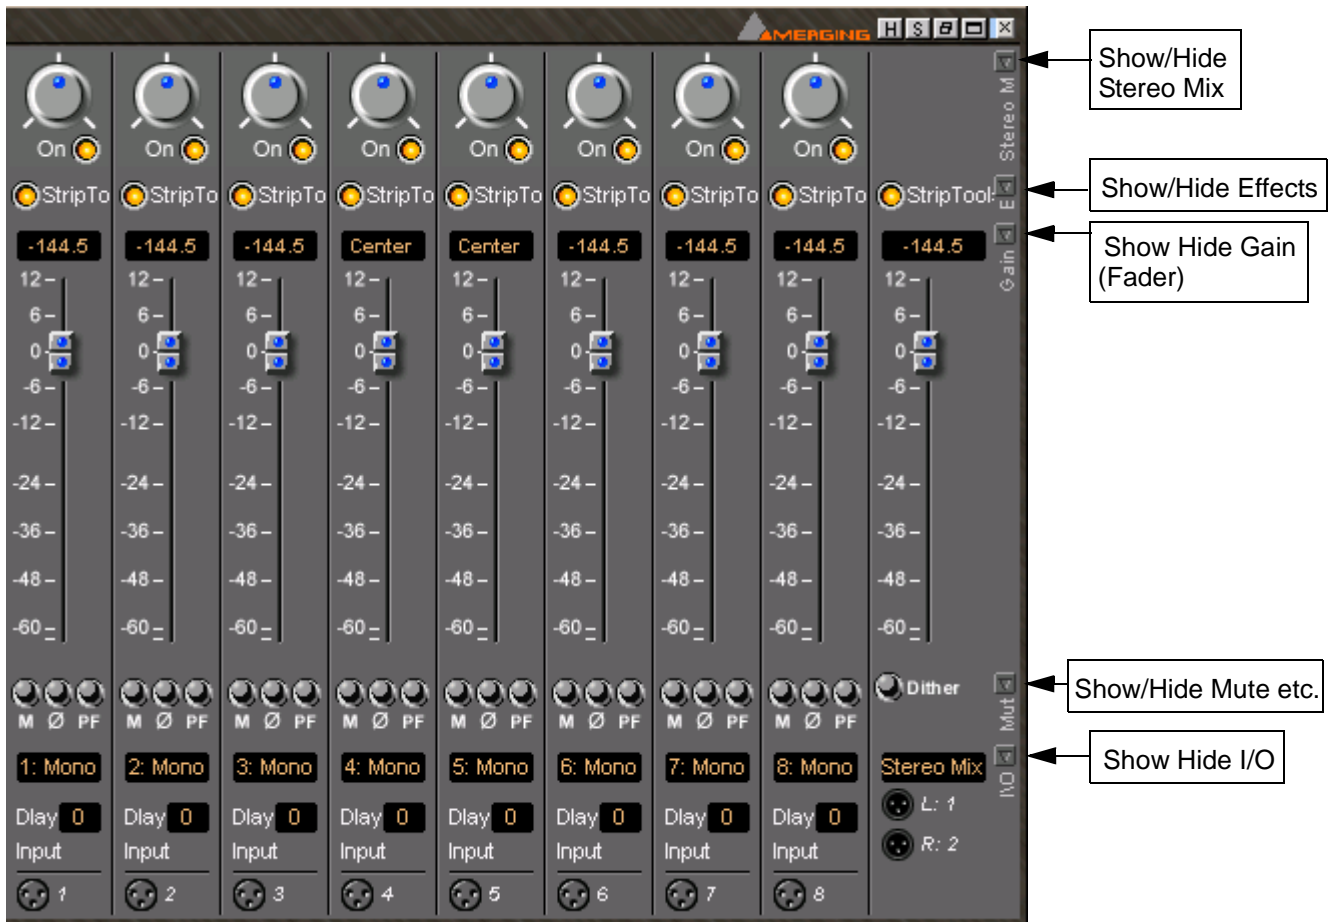 MERGING H S
Show/Hide
Stereo Mix
Stereo M
On On On On On On On On
StripTo StripTo StripTo StripTo StripTo StripTo StripTo StripTo StripTools
E
Show/Hide Effects
-144.5 -144.5 -144.5 Center Center -144.5 -144.5 -144.5 -144.5
Gain
Show Hide Gain
(Fader)
12 12 12 12 12 12 12 12 12
6 6 6 6 6 6 6 6 6
0 0 0 0 0 0 0 0 0
-6 -6 -6 -6 -6 -6 -6 -6 -6
-12 -12 -12 -12 -12 -12 -12 -12 -12
-24 -24 -24 -24 -24 -24 -24 -24 -24
-36 -36 -36 -36 -36 -36 -36 -36 -36
-48 -48 -48 -48 -48 -48 -48 -48 -48
-60 -60 -60 -60 -60 -60 -60 -60 -60
Dither
Mut
Show/Hide Mute etc.
M Ø PF M Ø PF M Ø PF M Ø PF M Ø PF M Ø PF M Ø PF M Ø PF
1: Mono 2: Mono 3: Mono 4: Mono 5: Mono 6: Mono 7: Mono 8: Mono Stereo Mix
I\O
Show Hide I/O
Dlay 0 Dlay 0 Dlay 0 Dlay 0 Dlay 0 Dlay 0 Dlay 0 Dlay 0
L: 1
R: 2
Input Input Input Input Input Input Input Input
1 2 3 4 5 6 7 8